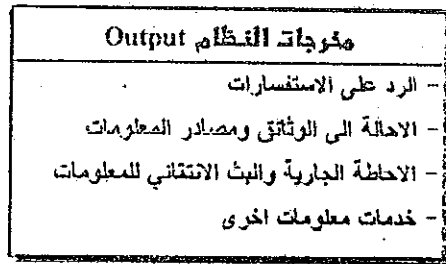 مخرجات النظام Output
- الرد على الاستفسارات
- الاحالة الى الوثائق ومصادر المعلومات
- الاحاطة الجارية والبث الانتقائي للمعلومات
- خدمات معلومات اخرى